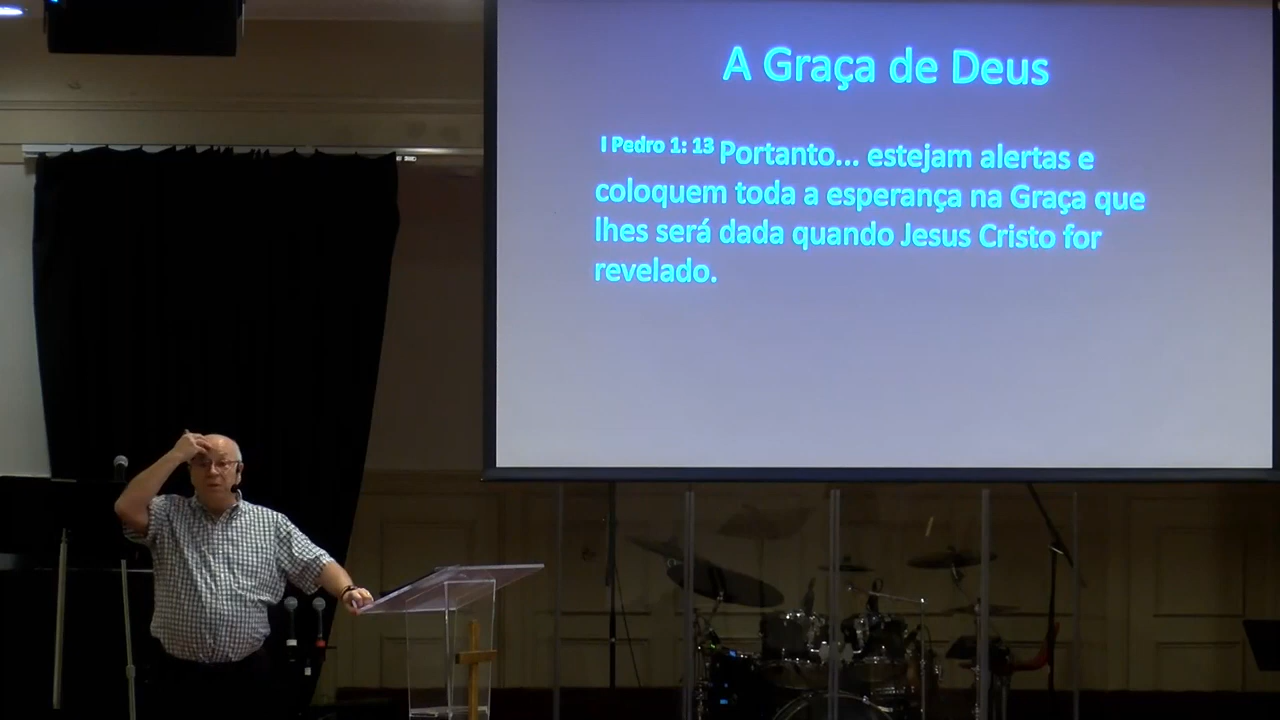 A Graça de Deus
I Pedro 1: 13 Portanto... estejam alertas e
coloquem toda a esperança na Graça que
lhes será dada quando Jesus Cristo for
revelado.